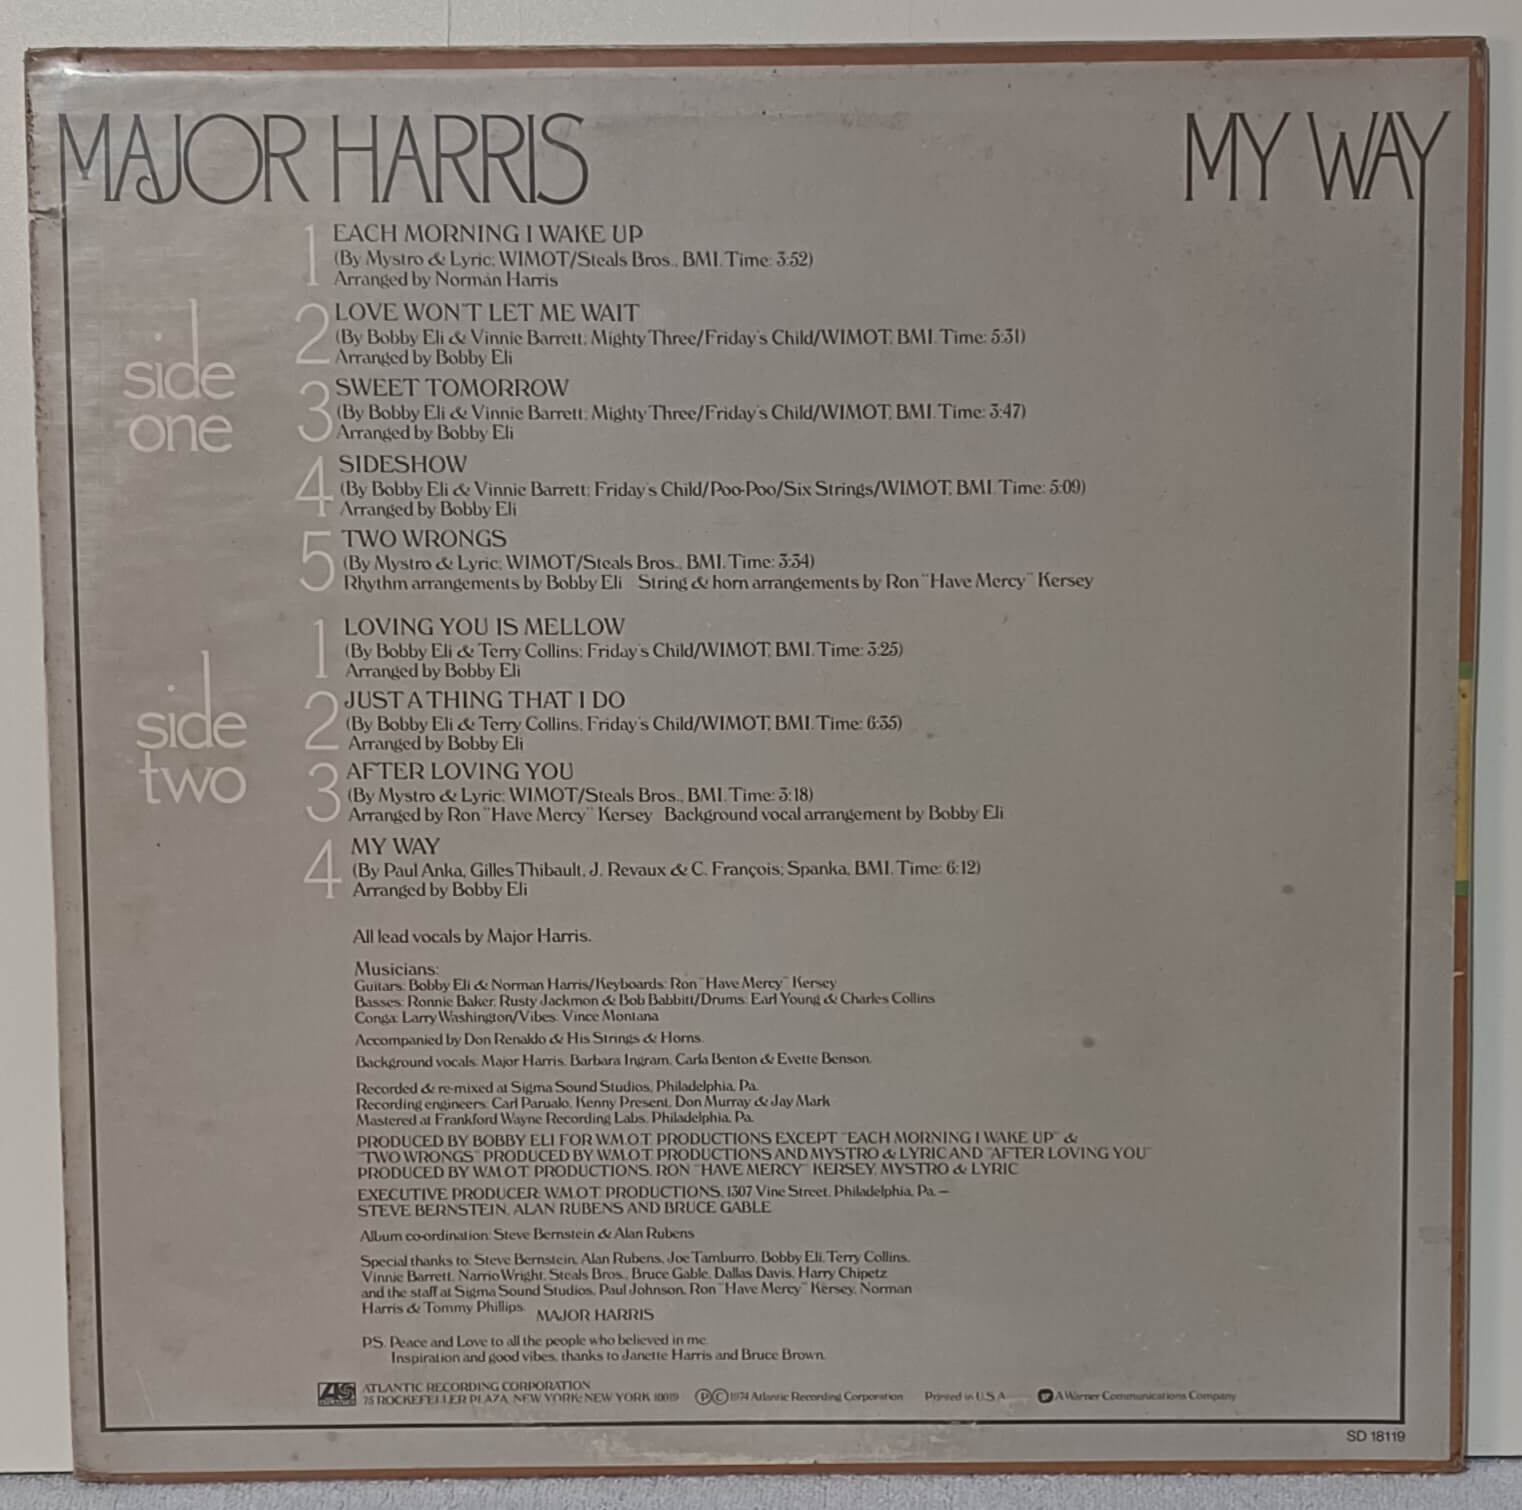 MAJOR HARRIS MY WAY
side one
1 EACH MORNING I WAKE UP
(By Mystro & Lyric; WIMOT/Steals Bros., BMI. Time: 3:52)
Arranged by Norman Harris
2 LOVE WON'T LET ME WAIT
(By Bobby Eli & Vinnie Barrett; Mighty Three/Friday's Child/WIMOT, BMI. Time: 5:31)
Arranged by Bobby Eli
3 SWEET TOMORROW
(By Bobby Eli & Vinnie Barrett; Mighty Three/Friday's Child/WIMOT, BMI. Time: 3:47)
Arranged by Bobby Eli
4 SIDESHOW
(By Bobby Eli & Vinnie Barrett; Friday's Child/Poo-Poo/Six Strings/WIMOT, BMI. Time: 5:09)
Arranged by Bobby Eli
5 TWO WRONGS
(By Mystro & Lyric; WIMOT/Steals Bros., BMI. Time: 3:34)
Rhythm arrangements by Bobby Eli String & horn arrangements by Ron "Have Mercy" Kersey
side two
1 LOVING YOU IS MELLOW
(By Bobby Eli & Terry Collins; Friday's Child/WIMOT, BMI. Time: 3:25)
Arranged by Bobby Eli
2 JUST A THING THAT I DO
(By Bobby Eli & Terry Collins, Friday's Child/WIMOT, BMI. Time: 6:35)
Arranged by Bobby Eli
3 AFTER LOVING YOU
(By Mystro & Lyric; WIMOT/Steals Bros., BMI. Time: 3:18)
Arranged by Ron "Have Mercy" Kersey Background vocal arrangement by Bobby Eli
4 MY WAY
(By Paul Anka, Gilles Thibault, J. Revaux & C. François; Spanka, BMI. Time: 6:12)
Arranged by Bobby Eli
All lead vocals by Major Harris.
Musicians:
Guitars: Bobby Eli & Norman Harris/Keyboards: Ron "Have Mercy" Kersey
Basses: Ronnie Baker, Rusty Jackmon & Bob Babbitt/Drums: Earl Young & Charles Collins
Conga: Larry Washington/Vibes: Vince Montana
Accompanied by Don Renaldo & His Strings & Horns.
Background vocals: Major Harris, Barbara Ingram, Carla Benton & Evette Benson.
Recorded & re-mixed at Sigma Sound Studios, Philadelphia, Pa.
Recording engineers: Carl Parualo, Kenny Present, Don Murray & Jay Mark
Mastered at Frankford Wayne Recording Labs, Philadelphia, Pa.
PRODUCED BY BOBBY ELI FOR W.M.O.T. PRODUCTIONS EXCEPT "EACH MORNING I WAKE UP" &
"TWO WRONGS" PRODUCED BY W.M.O.T. PRODUCTIONS AND MYSTRO & LYRIC AND "AFTER LOVING YOU"
PRODUCED BY W.M.O.T. PRODUCTIONS, RON "HAVE MERCY" KERSEY, MYSTRO & LYRIC
EXECUTIVE PRODUCER: W.M.O.T. PRODUCTIONS, 1307 Vine Street, Philadelphia, Pa.—
STEVE BERNSTEIN, ALAN RUBENS AND BRUCE GABLE
Album co-ordination: Steve Bernstein & Alan Rubens
Special thanks to: Steve Bernstein, Alan Rubens, Joe Tamburro, Bobby Eli, Terry Collins,
Vinnie Barrett, Narrio Wright, Steals Bros., Bruce Gable, Dallas Davis, Harry Chipetz
and the staff at Sigma Sound Studios, Paul Johnson, Ron "Have Mercy" Kersey, Norman
Harris & Tommy Phillips.
MAJOR HARRIS
P.S. Peace and Love to all the people who believed in me.
Inspiration and good vibes, thanks to Janette Harris and Bruce Brown.
ATLANTIC RECORDING CORPORATION
75 ROCKEFELLER PLAZA, NEW YORK, NEW YORK 10019 ℗©1974 Atlantic Recording Corporation Printed in U.S.A. A Warner Communications Company
SD 18119